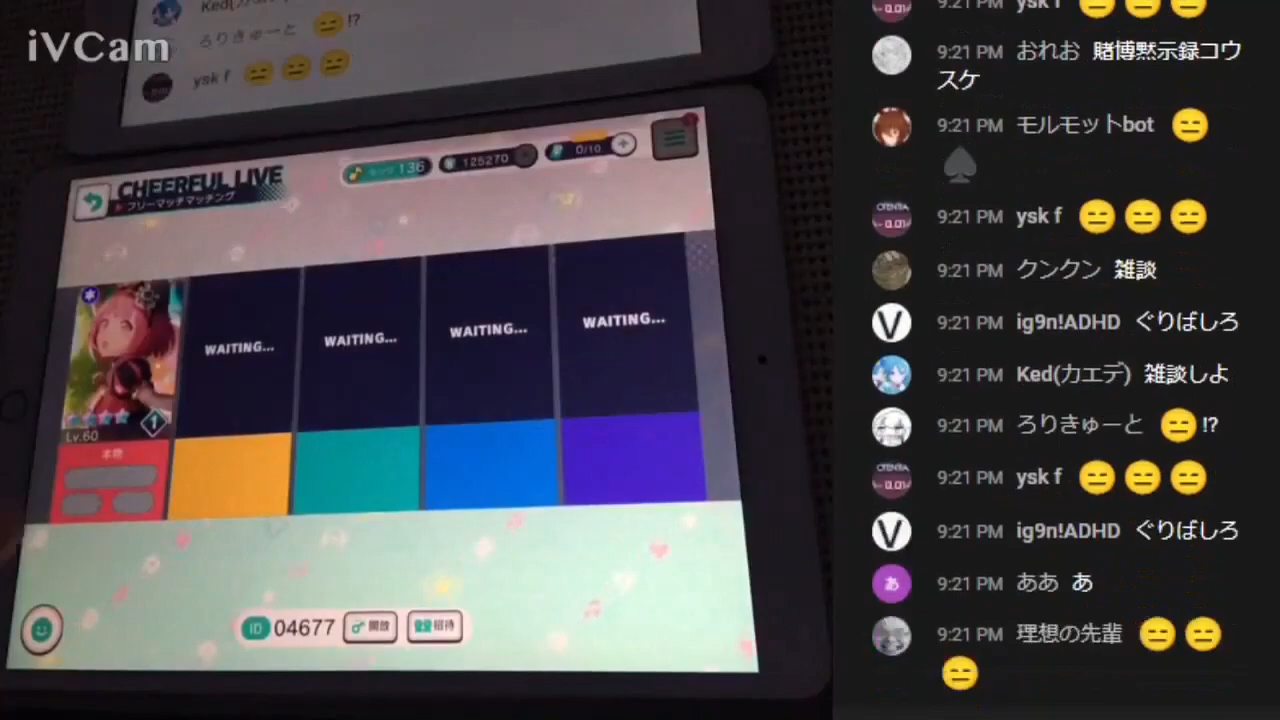 iVCam
ろりきゅーと !?
ysk f
CHEERFUL LIVE
フリーマッチマッチング
ランク 136
125270
0/10
WAITING...
WAITING...
WAITING...
WAITING...
1
Lv.60
本物
ID 04677
開放
招待
9:21 PM ysk f
9:21 PM おれお 賭博黙示録コウ
スケ
9:21 PM モルモットbot 😑
♠
9:21 PM ysk f 😑😑😑
9:21 PM クンクン 雑談
9:21 PM ig9n!ADHD ぐりばしろ
9:21 PM Ked(カエデ) 雑談しよ
9:21 PM ろりきゅーと 😑!?
9:21 PM ysk f 😑😑😑
9:21 PM ig9n!ADHD ぐりばしろ
あ 9:21 PM ああ あ
9:21 PM 理想の先輩 😑😑
😑